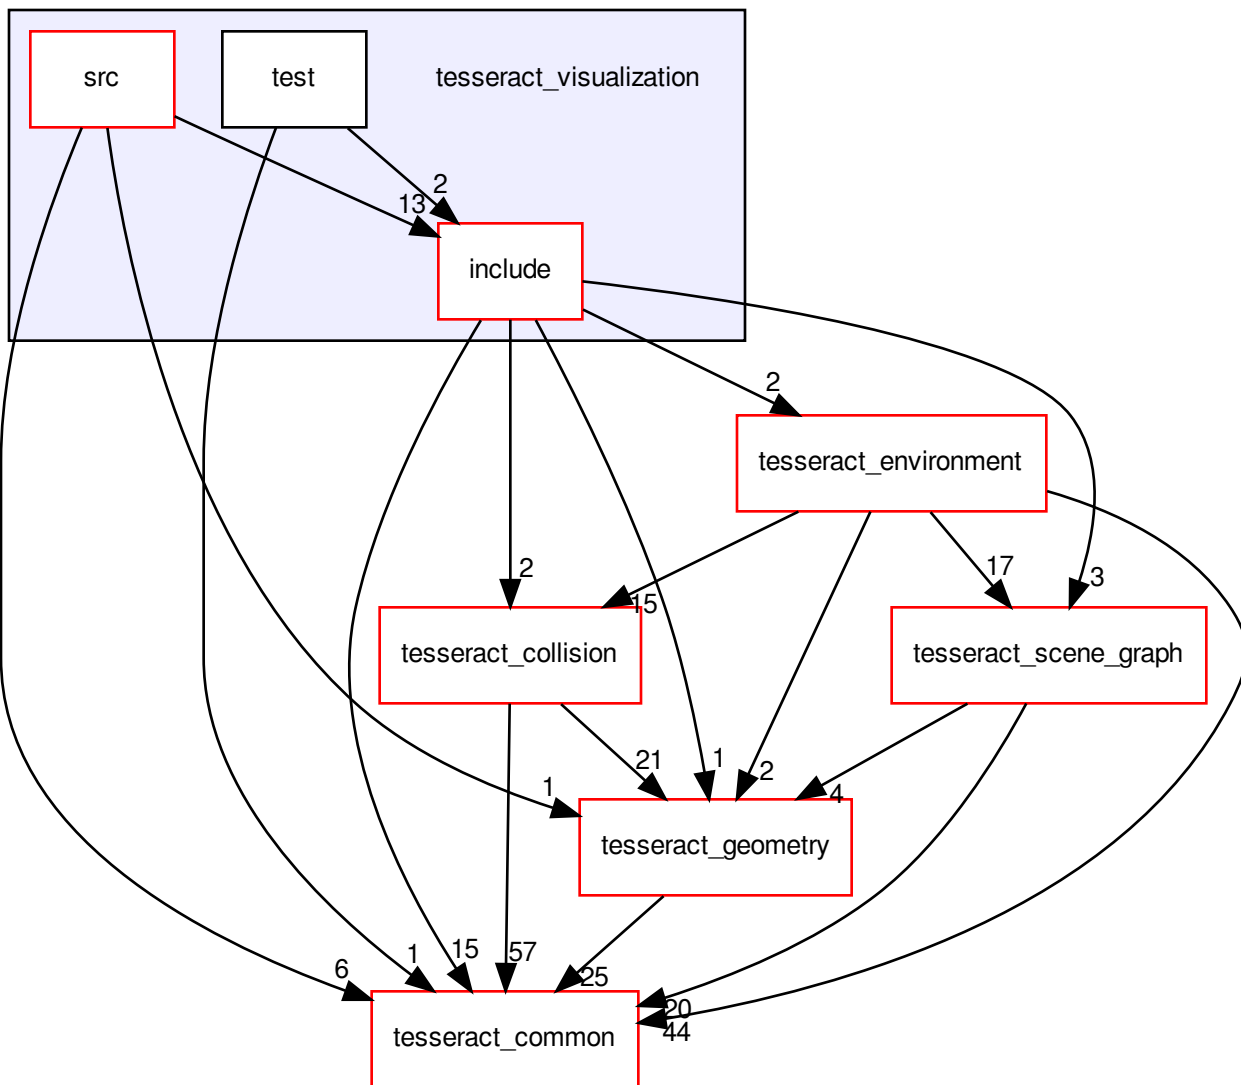 src
test
tesseract_visualization
2
13
include
2
tesseract_environment
17
3
2
15
tesseract_collision
tesseract_scene_graph
21
1
2
1
4
tesseract_geometry
15
1
57
6
25
20
44
tesseract_common